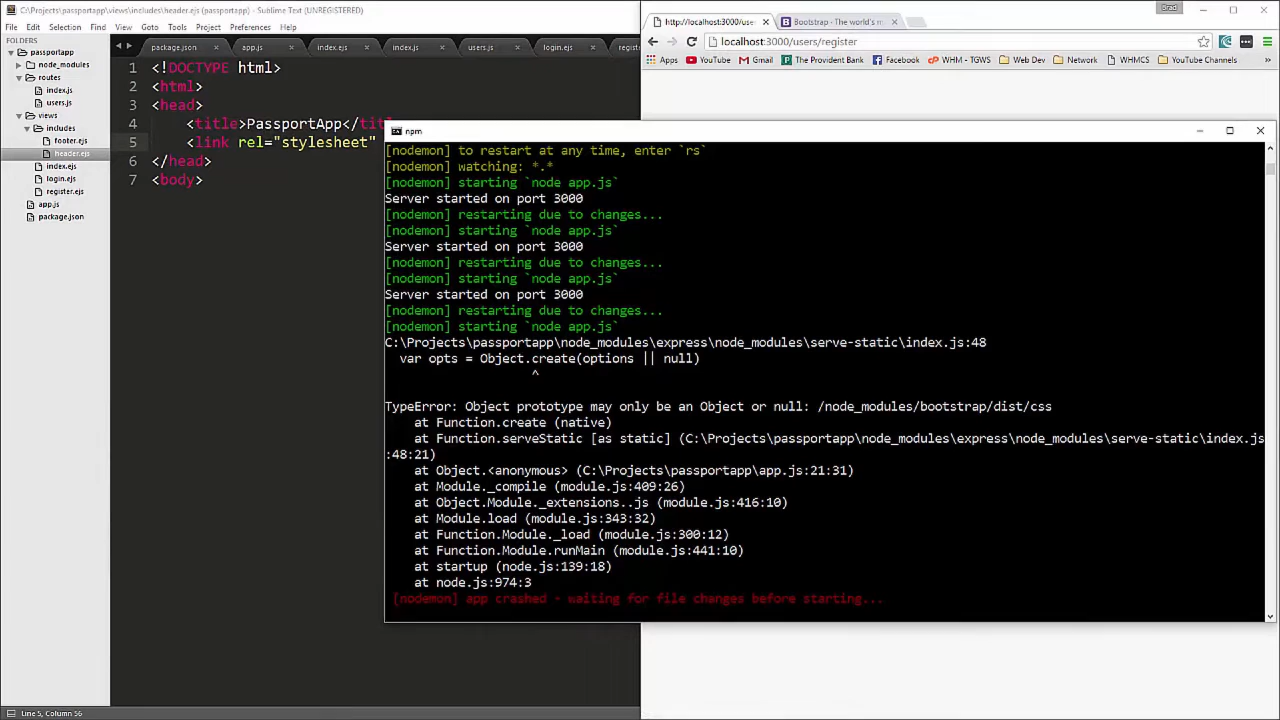 C:\Projects\passportapp\views\includes\header.ejs (passportapp) - Sublime Text (UNREGISTERED)
File Edit Selection Find View Goto Tools Project Preferences Help
FOLDERS
passportapp
node_modules
routes
index.js
users.js
views
includes
footer.ejs
header.ejs
index.ejs
login.ejs
register.ejs
app.js
package.json
package.json app.js index.ejs index.js users.js login.ejs regist
1 <!DOCTYPE html>
2 <html>
3 <head>
4 <title>PassportApp</titl
5 <link rel="stylesheet"
6 </head>
7 <body>
Line 5, Column 56
Brad
http://localhost:3000/use Bootstrap · The world's m
localhost:3000/users/register
Apps YouTube Gmail The Provident Bank Facebook WHM - TGWS Web Dev Network WHMCS YouTube Channels
npm
[nodemon] to restart at any time, enter `rs`
[nodemon] watching: *.*
[nodemon] starting `node app.js`
Server started on port 3000
[nodemon] restarting due to changes...
[nodemon] starting `node app.js`
Server started on port 3000
[nodemon] restarting due to changes...
[nodemon] starting `node app.js`
Server started on port 3000
[nodemon] restarting due to changes...
[nodemon] starting `node app.js`
C:\Projects\passportapp\node_modules\express\node_modules\serve-static\index.js:48
var opts = Object.create(options || null)
^
TypeError: Object prototype may only be an Object or null: /node_modules/bootstrap/dist/css
at Function.create (native)
at Function.serveStatic [as static] (C:\Projects\passportapp\node_modules\express\node_modules\serve-static\index.js
:48:21)
at Object.<anonymous> (C:\Projects\passportapp\app.js:21:31)
at Module._compile (module.js:409:26)
at Object.Module._extensions..js (module.js:416:10)
at Module.load (module.js:343:32)
at Function.Module._load (module.js:300:12)
at Function.Module.runMain (module.js:441:10)
at startup (node.js:139:18)
at node.js:974:3
[nodemon] app crashed - waiting for file changes before starting...